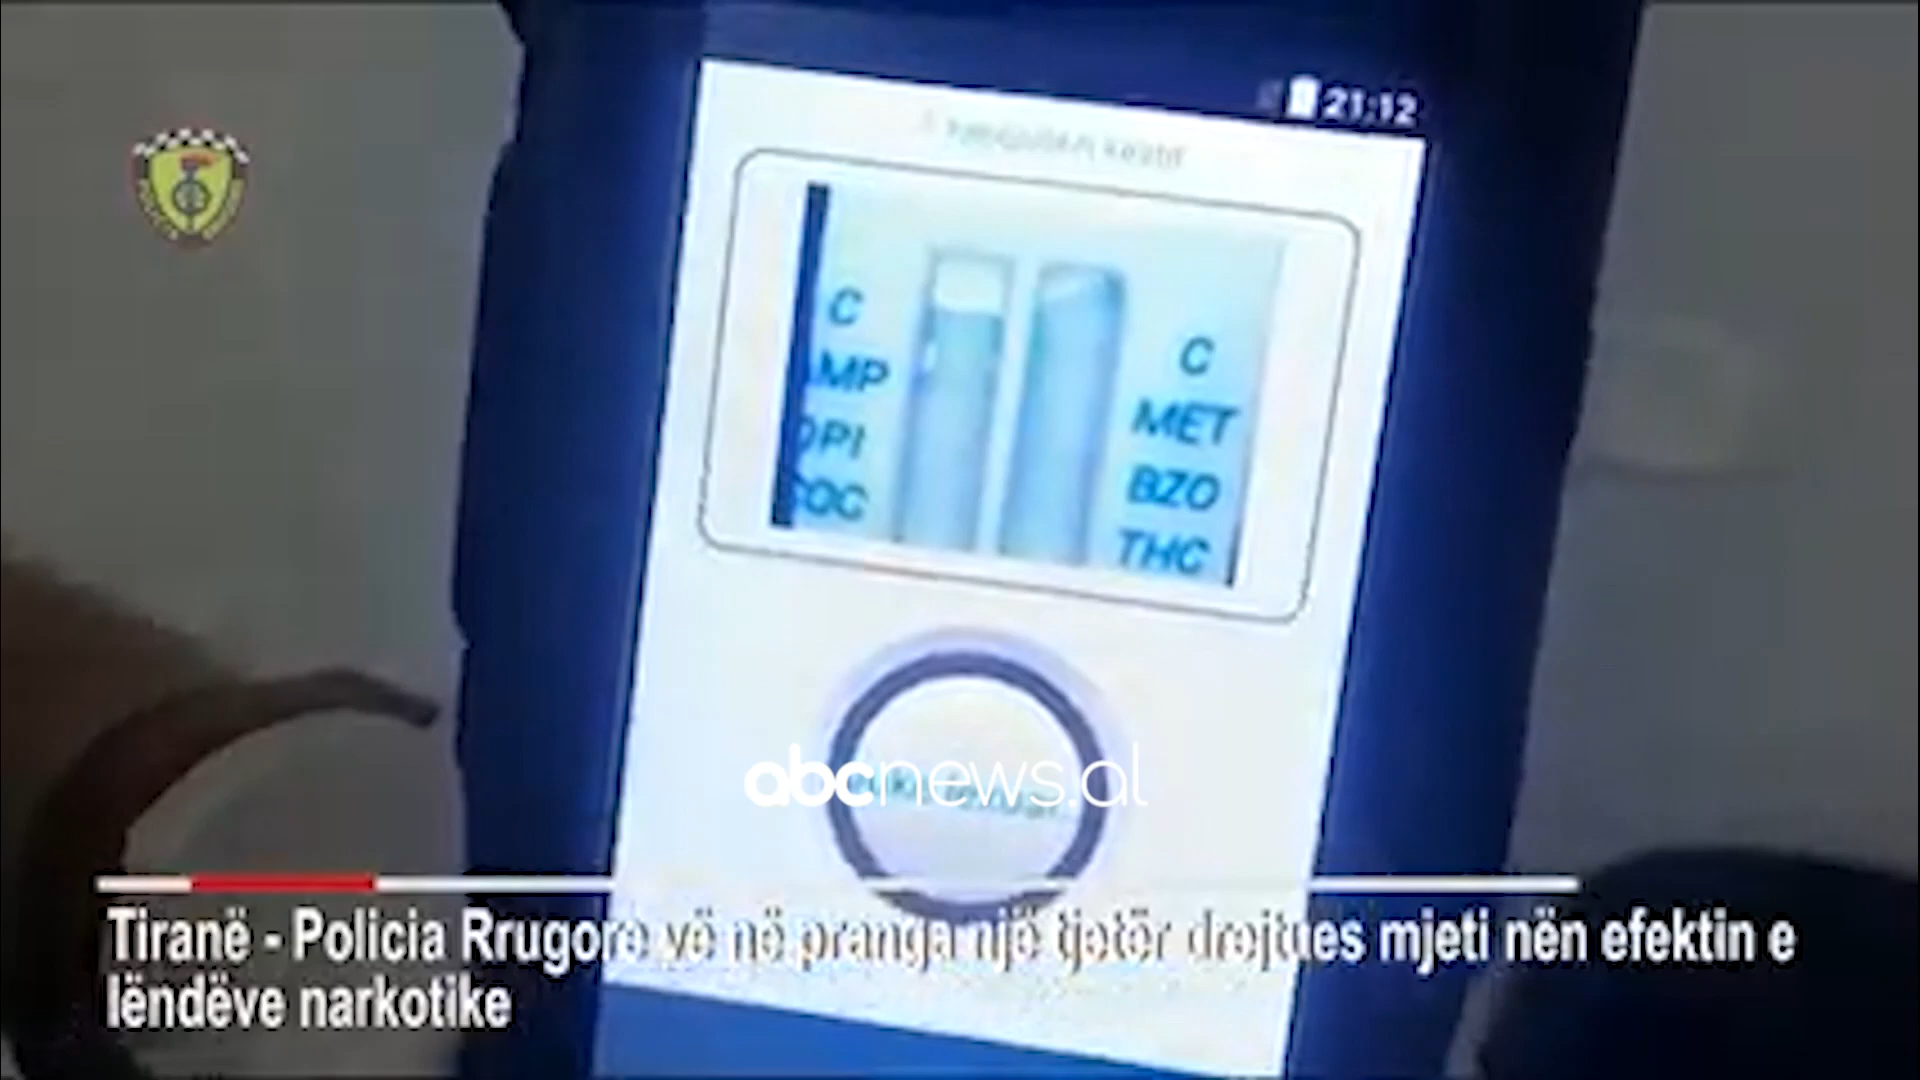 21:12
C
AMP
OPI
COC
C
MET
BZO
THC
abcnews.al
Tiranë - Policia Rrugore vë në pranga një tjetër drejtues mjeti nën efektin e
lëndëve narkotike